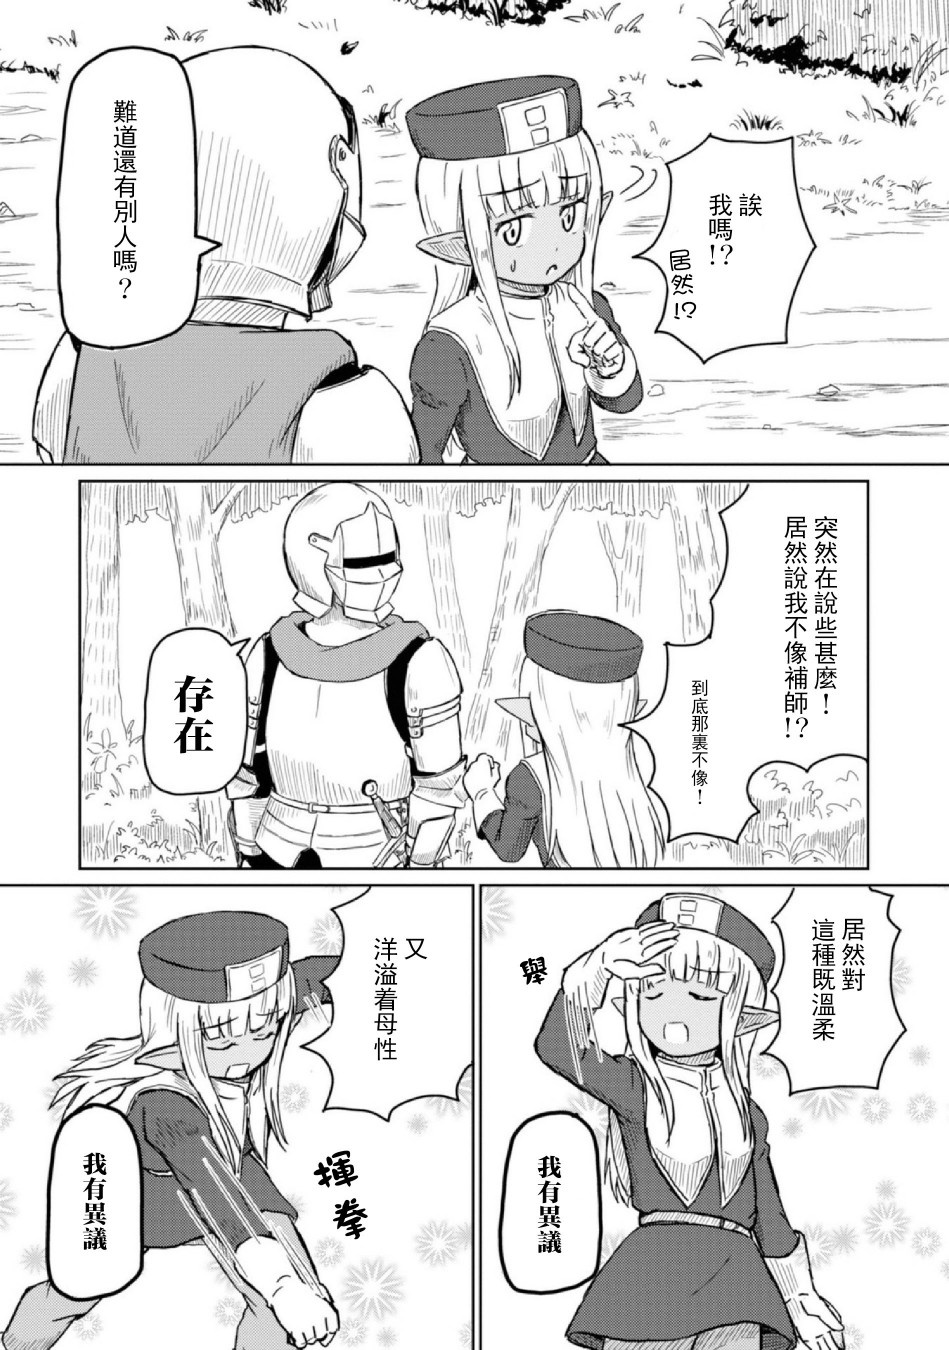 誒
我嗎!?
居然!?
難道還有別人嗎？
突然在說些甚麼！
居然說我不像補師!?
到底那裏不像！
存在
居然對
這種既溫柔
舉
我有異議
又
洋溢着母性
揮拳
我有異議